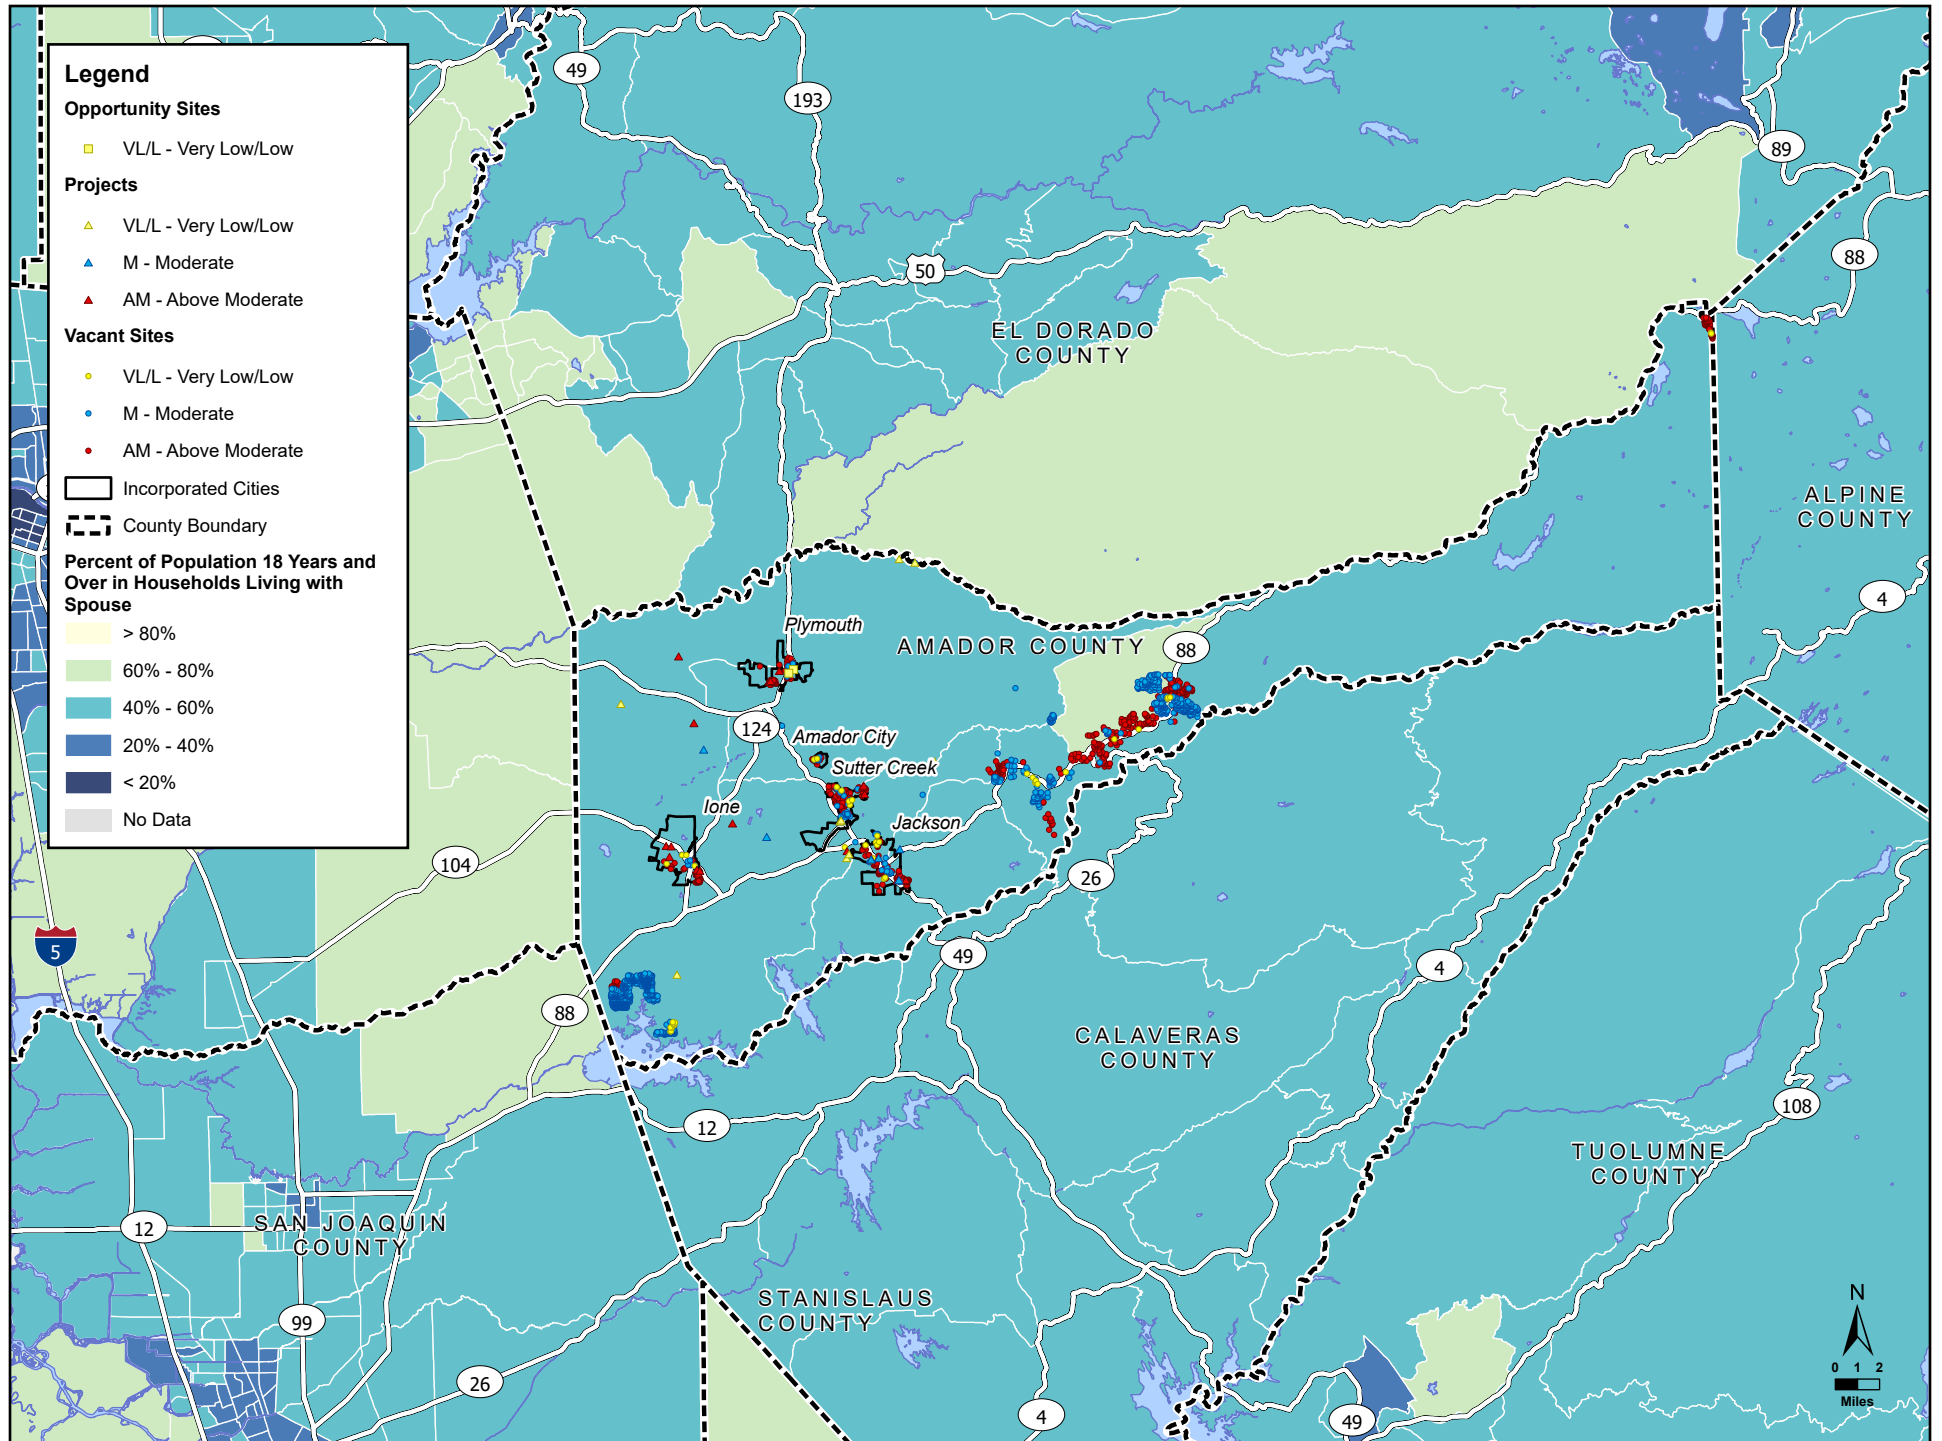 Legend
Opportunity Sites
VL/L - Very Low/Low
Projects
VL/L - Very Low/Low
M - Moderate
AM - Above Moderate
Vacant Sites
VL/L - Very Low/Low
M - Moderate
AM - Above Moderate
Incorporated Cities
County Boundary
Percent of Population 18 Years and
Over in Households Living with
Spouse
> 80%
60% - 80%
40% - 60%
20% - 40%
< 20%
No Data
49
193
89
50
88
EL DORADO
COUNTY
ALPINE
COUNTY
4
Plymouth
AMADOR COUNTY
88
124
Amador City
Sutter Creek
Ione
Jackson
104
26
5
49
4
88
CALAVERAS
COUNTY
12
108
TUOLUMNE
COUNTY
12
SAN JOAQUIN
COUNTY
STANISLAUS
COUNTY
99
26
4
49
N
0 1 2
Miles